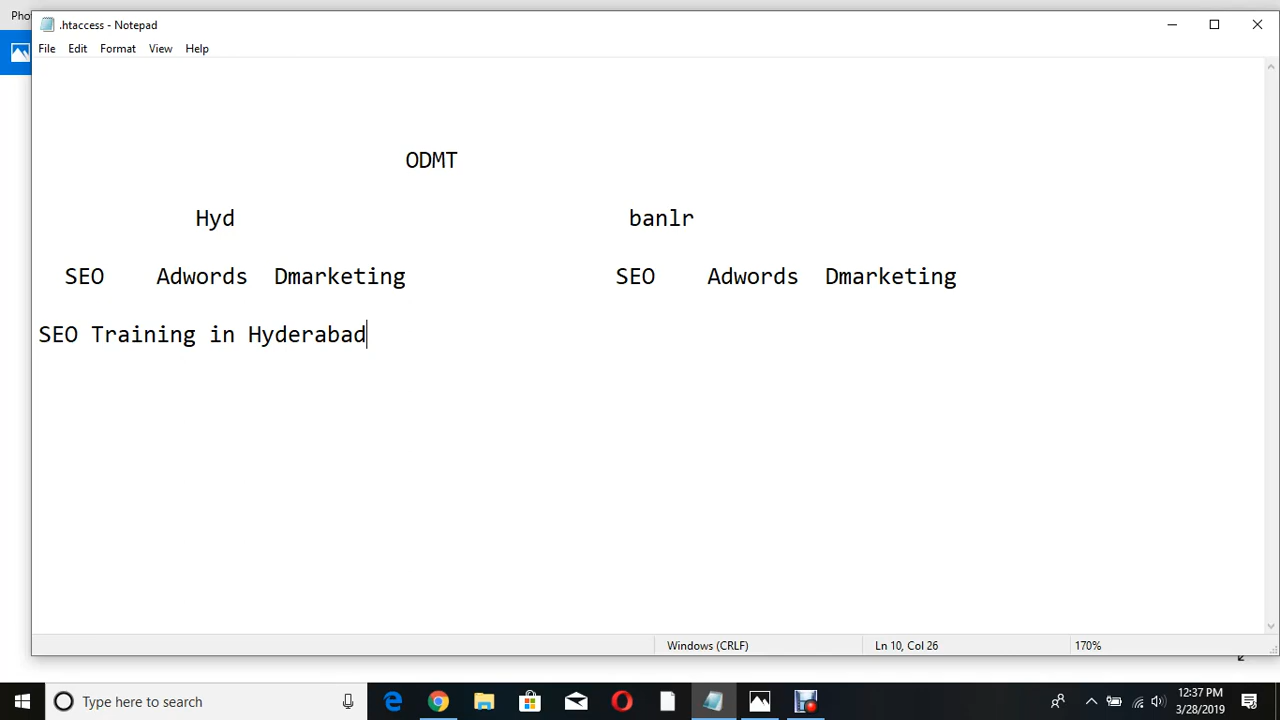 Pho
.htaccess - Notepad
File Edit Format View Help
ODMT
Hyd banlr
SEO Adwords Dmarketing SEO Adwords Dmarketing
SEO Training in Hyderabad
Windows (CRLF) Ln 10, Col 26 170%
Type here to search
12:37 PM
3/28/2019